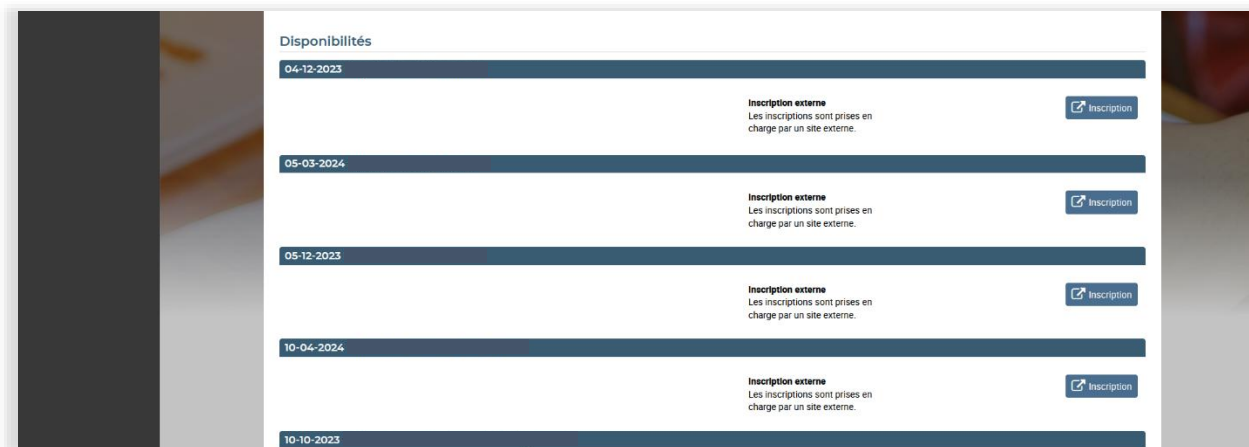 Disponibilités
04-12-2023
Inscription externe
Les inscriptions sont prises en
charge par un site externe.
Inscription
05-03-2024
Inscription externe
Les inscriptions sont prises en
charge par un site externe.
Inscription
05-12-2023
Inscription externe
Les inscriptions sont prises en
charge par un site externe.
Inscription
10-04-2024
Inscription externe
Les inscriptions sont prises en
charge par un site externe.
Inscription
10-10-2023